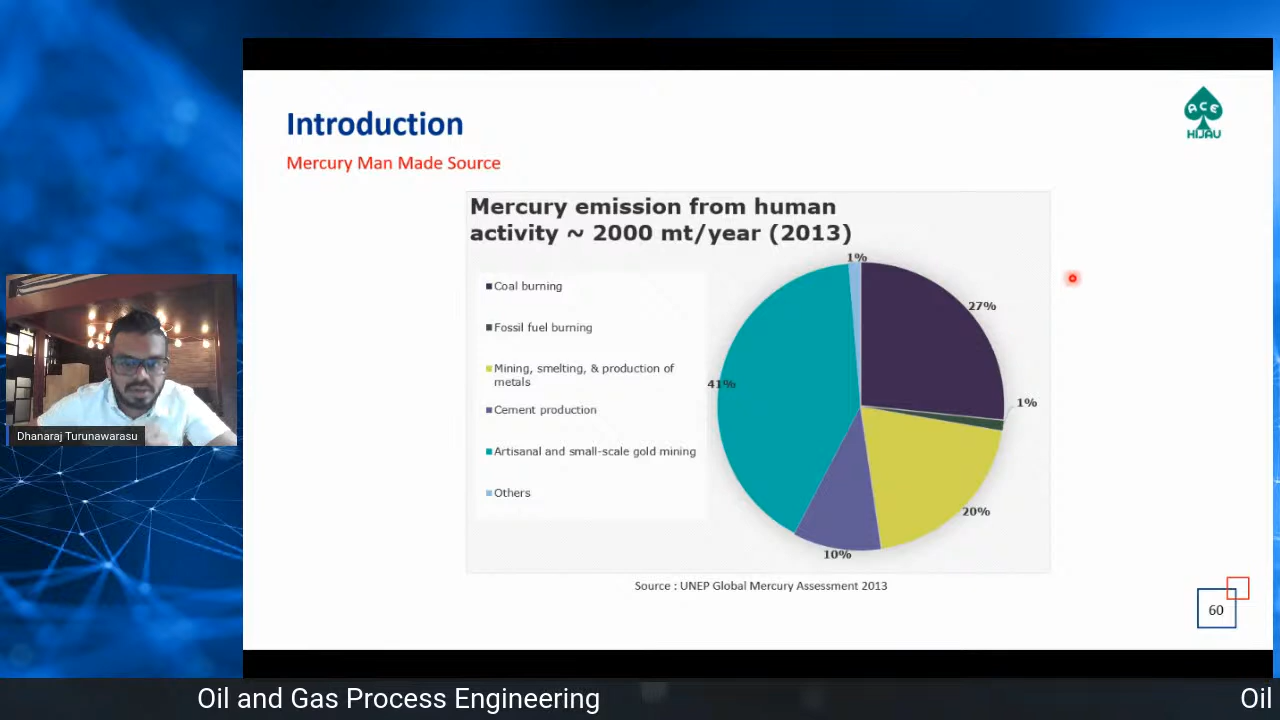 Introduction
Mercury Man Made Source
ACE
HIJAU
Mercury emission from human
activity ~ 2000 mt/year (2013)
Coal burning
Fossil fuel burning
Mining, smelting, & production of
metals
Cement production
Artisanal and small-scale gold mining
Others
1%
27%
41%
1%
20%
10%
Source : UNEP Global Mercury Assessment 2013
60
Dhanaraj Turunawarasu
Oil and Gas Process Engineering
Oil